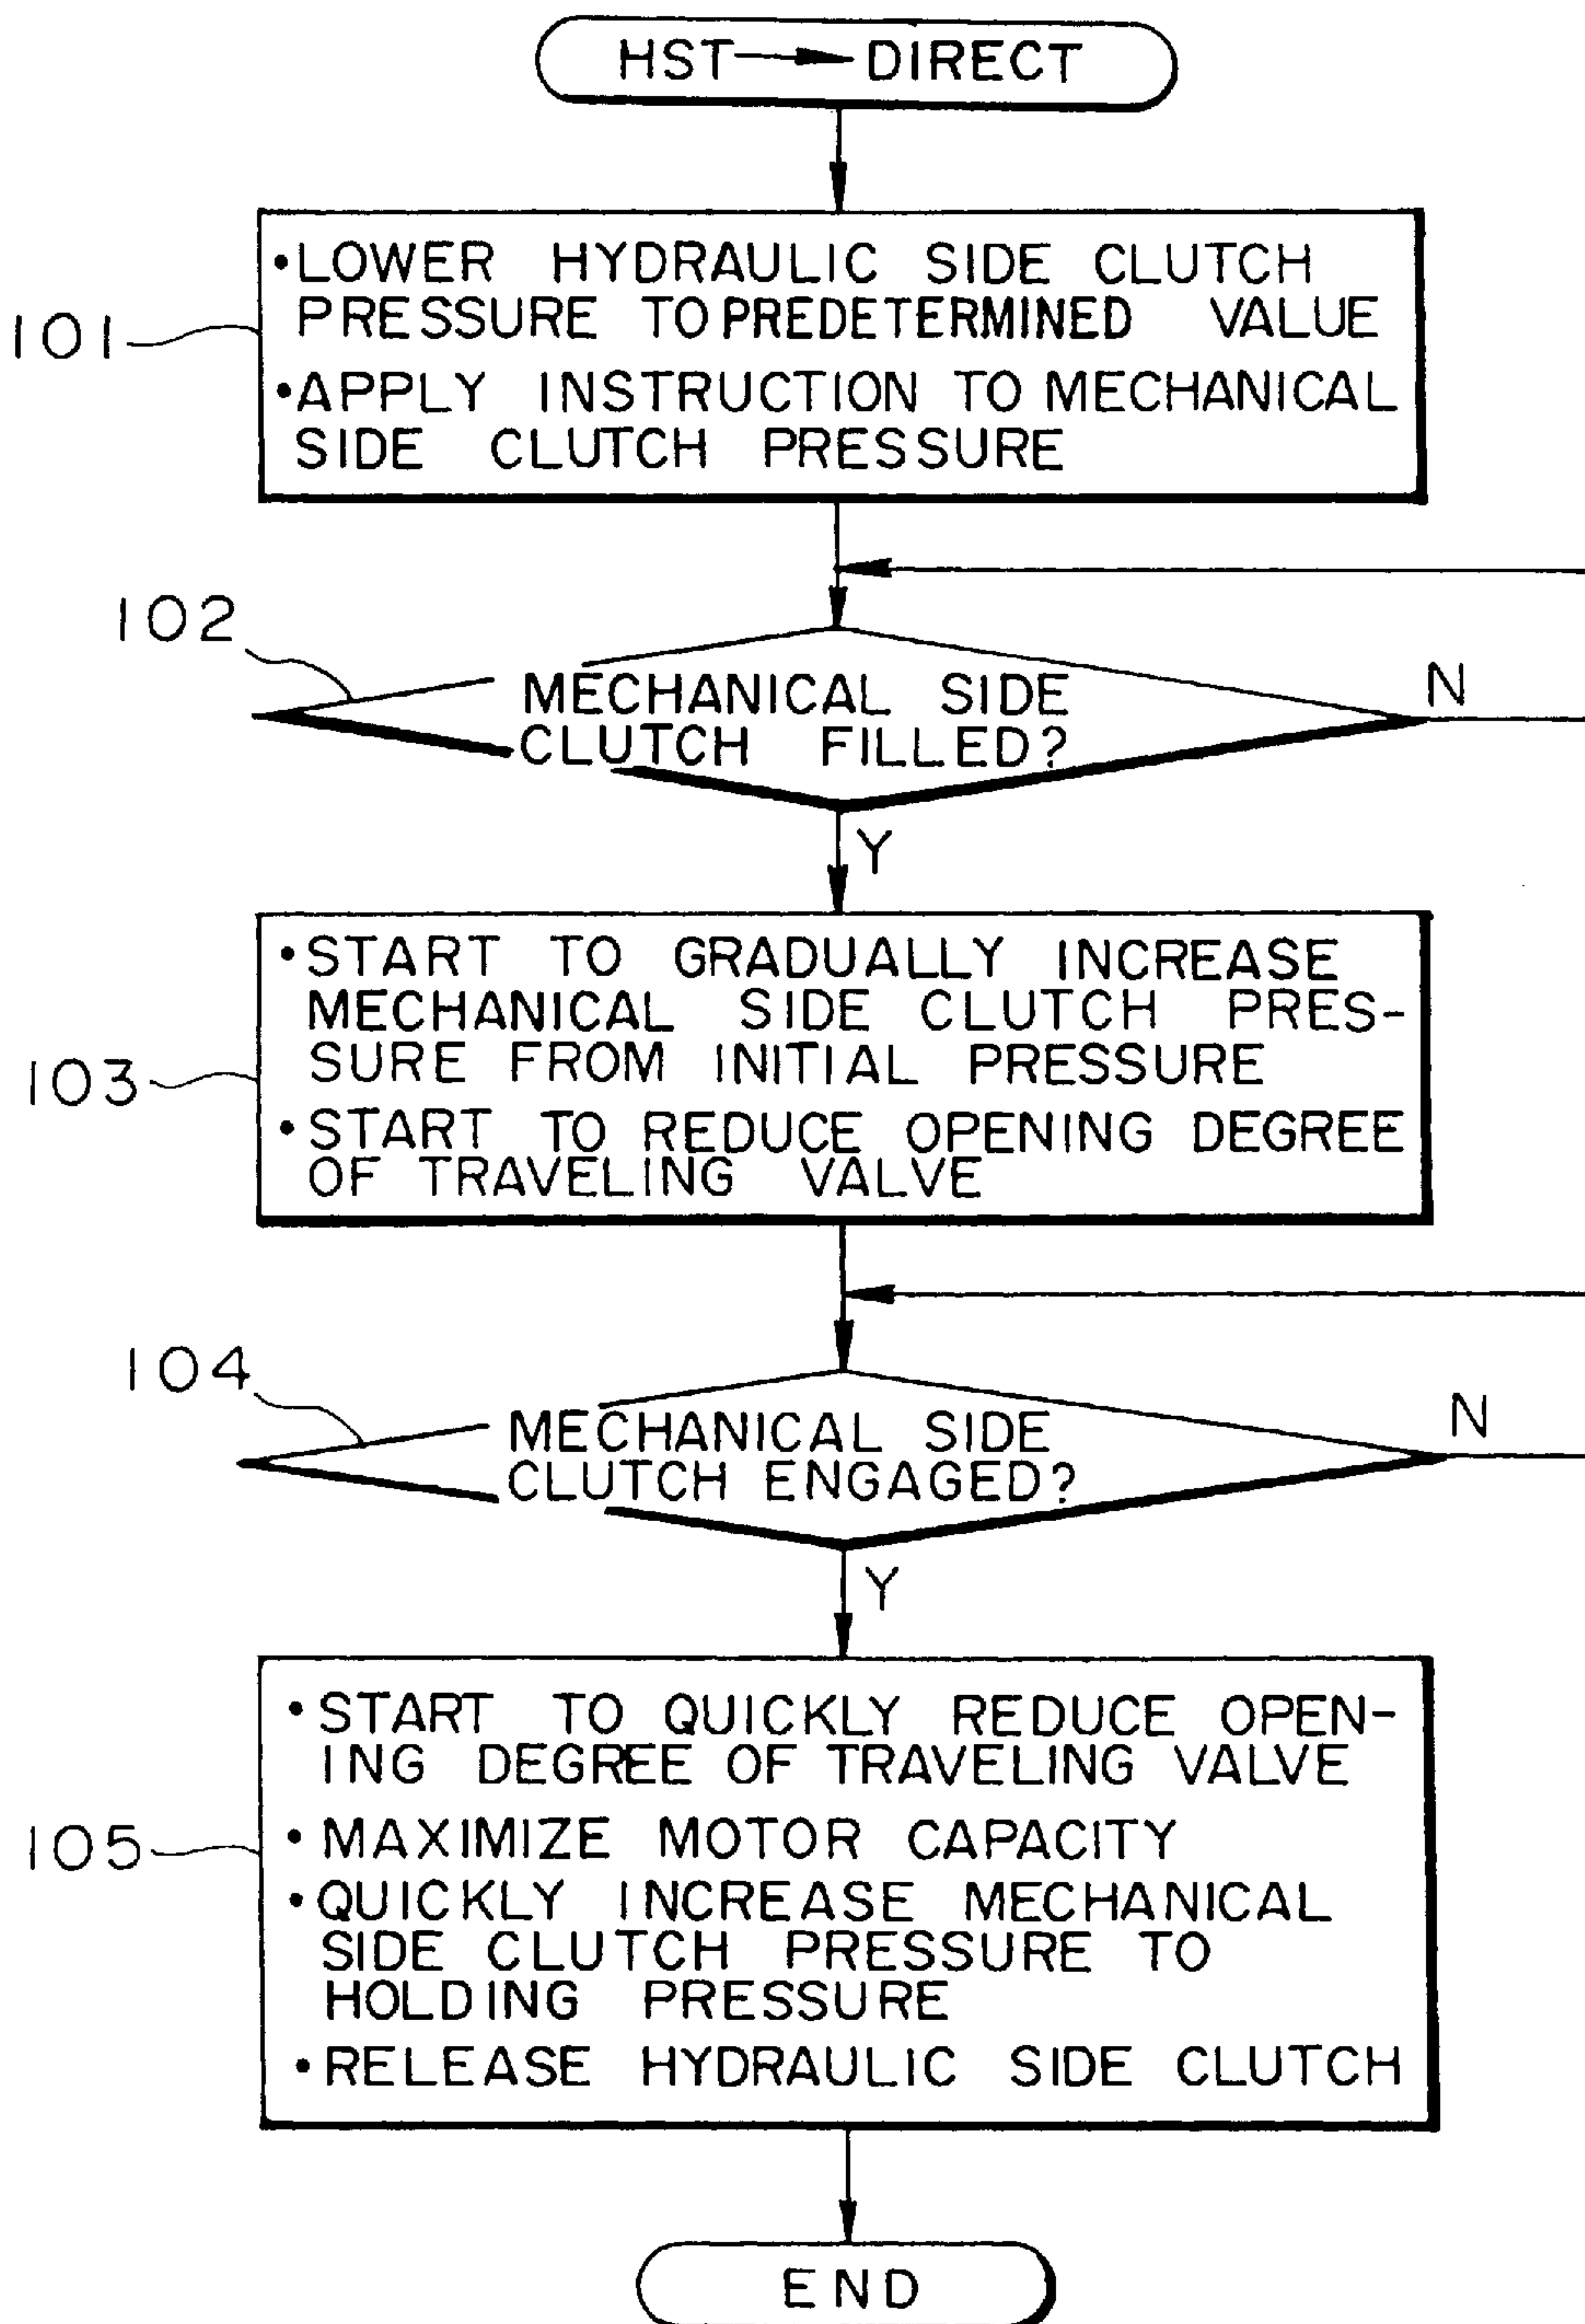 HST → DIRECT
•LOWER HYDRAULIC SIDE CLUTCH
PRESSURE TO PREDETERMINED VALUE
•APPLY INSTRUCTION TO MECHANICAL
SIDE CLUTCH PRESSURE
101
102
MECHANICAL SIDE
CLUTCH FILLED?
N
Y
•START TO GRADUALLY INCREASE
MECHANICAL SIDE CLUTCH PRES-
SURE FROM INITIAL PRESSURE
•START TO REDUCE OPENING DEGREE
OF TRAVELING VALVE
103
104
MECHANICAL SIDE
CLUTCH ENGAGED?
N
Y
•START TO QUICKLY REDUCE OPEN-
ING DEGREE OF TRAVELING VALVE
•MAXIMIZE MOTOR CAPACITY
•QUICKLY INCREASE MECHANICAL
SIDE CLUTCH PRESSURE TO
HOLDING PRESSURE
•RELEASE HYDRAULIC SIDE CLUTCH
105
END